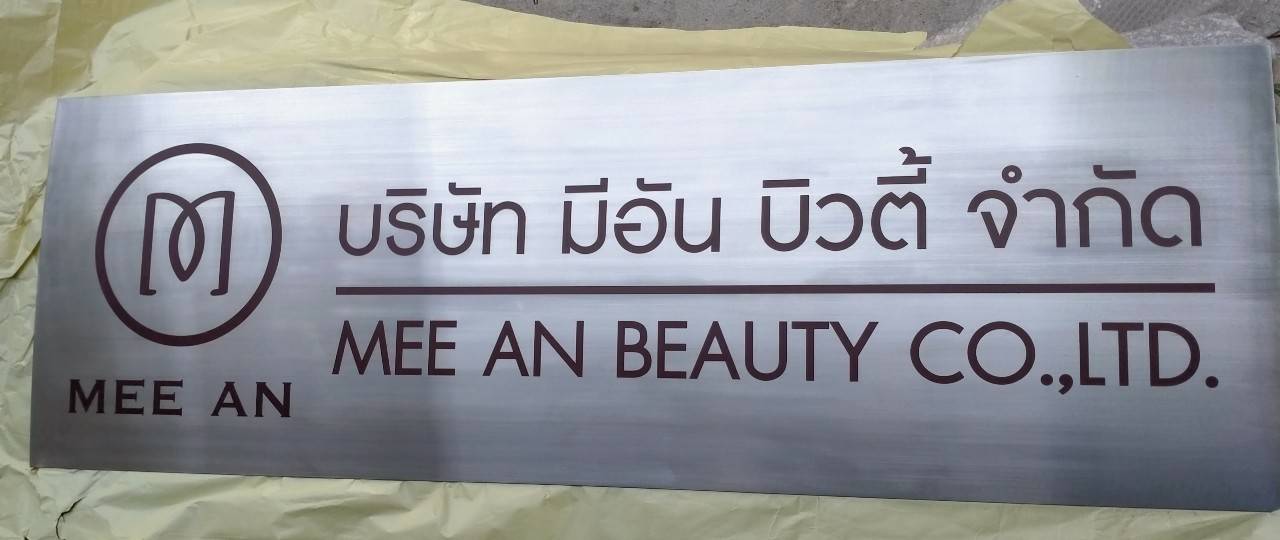 MEE AN
บริษัท มีอัน บิวตี้ จำกัด
MEE AN BEAUTY CO.,LTD.